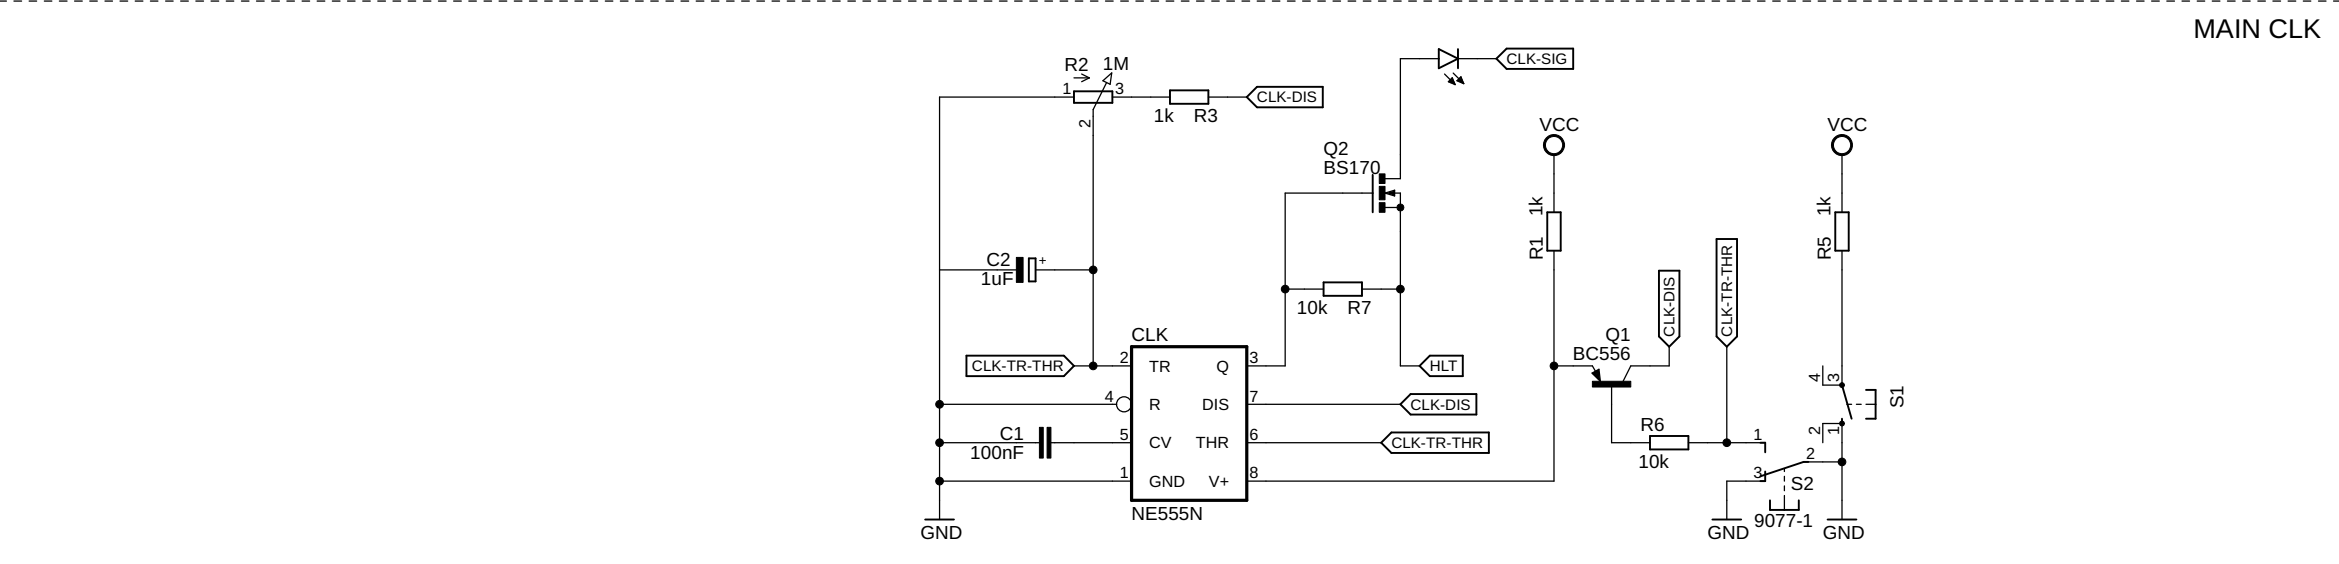 MAIN CLK
R2 1M
1 3
2
1k R3
CLK-DIS
CLK-SIG
Q2
BS170
VCC
VCC
1k
R1
1k
R5
C2
1uF
+
10k R7
CLK-DIS
CLK-TR-THR
CLK
CLK-TR-THR
2 TR Q 3
HLT
4 R DIS 7
CLK-DIS
C1
100nF
5 CV THR 6
CLK-TR-THR
1 GND V+ 8
NE555N
GND
Q1
BC556
R6
10k
4 3
S1
2 1
1
2
3
S2
9077-1
GND
GND